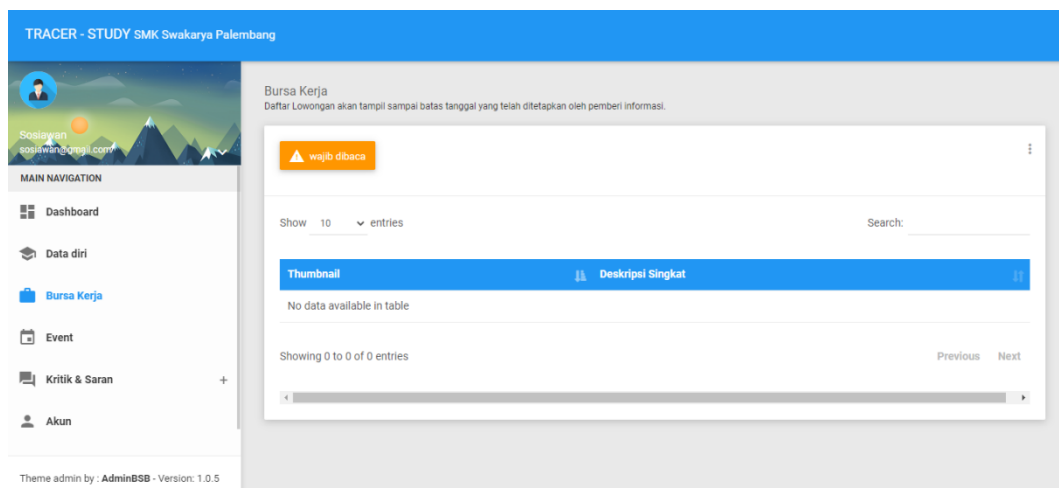 TRACER - STUDY SMK Swakarya Palembang
Sosiawan
sosiawan@gmgil.com
MAIN NAVIGATION
Dashboard
Data diri
Bursa Kerja
Event
Kritik & Saran +
Akun
Theme admin by : AdminBSB - Version: 1.0.5
Bursa Kerja
Daftar Lowongan akan tampil sampai batas tanggal yang telah ditetapkan oleh pemberi informasi.
wajib dibaca
Show 10 entries Search:
Thumbnail Deskripsi Singkat
No data available in table
Showing 0 to 0 of 0 entries Previous Next